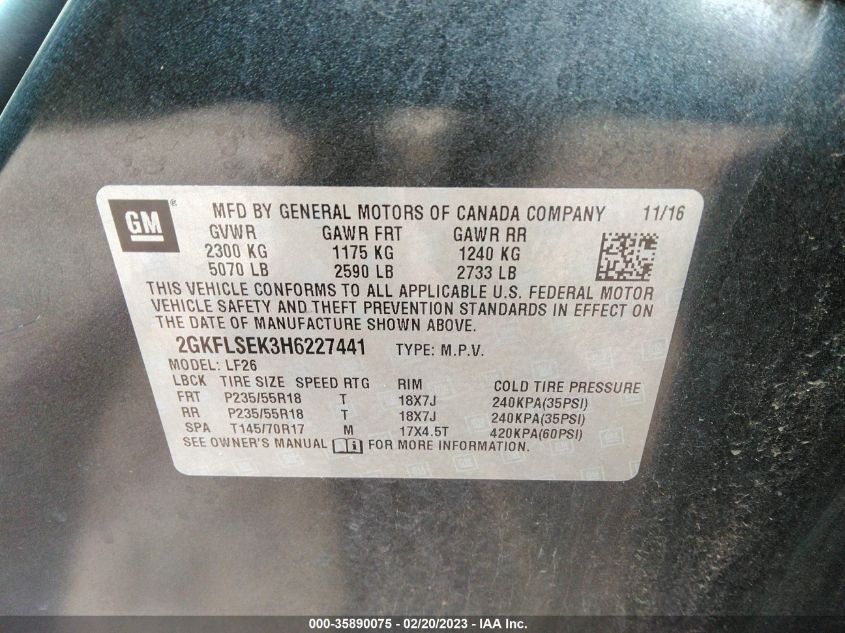 GM ® MFD BY GENERAL MOTORS OF CANADA COMPANY 11/16
GVWR GAWR FRT GAWR RR
2300 KG 1175 KG 1240 KG
5070 LB 2590 LB 2733 LB
THIS VEHICLE CONFORMS TO ALL APPLICABLE U.S. FEDERAL MOTOR
VEHICLE SAFETY AND THEFT PREVENTION STANDARDS IN EFFECT ON
THE DATE OF MANUFACTURE SHOWN ABOVE.
2GKFLSEK3H6227441 TYPE: M.P.V.
MODEL: LF26
LBCK TIRE SIZE SPEED RTG RIM COLD TIRE PRESSURE
FRT P235/55R18 T 18X7J 240KPA(35PSI)
RR P235/55R18 T 18X7J 240KPA(35PSI)
SPA T145/70R17 M 17X4.5T 420KPA(60PSI)
SEE OWNER'S MANUAL FOR MORE INFORMATION.
000-35890075 - 02/20/2023 - IAA Inc.